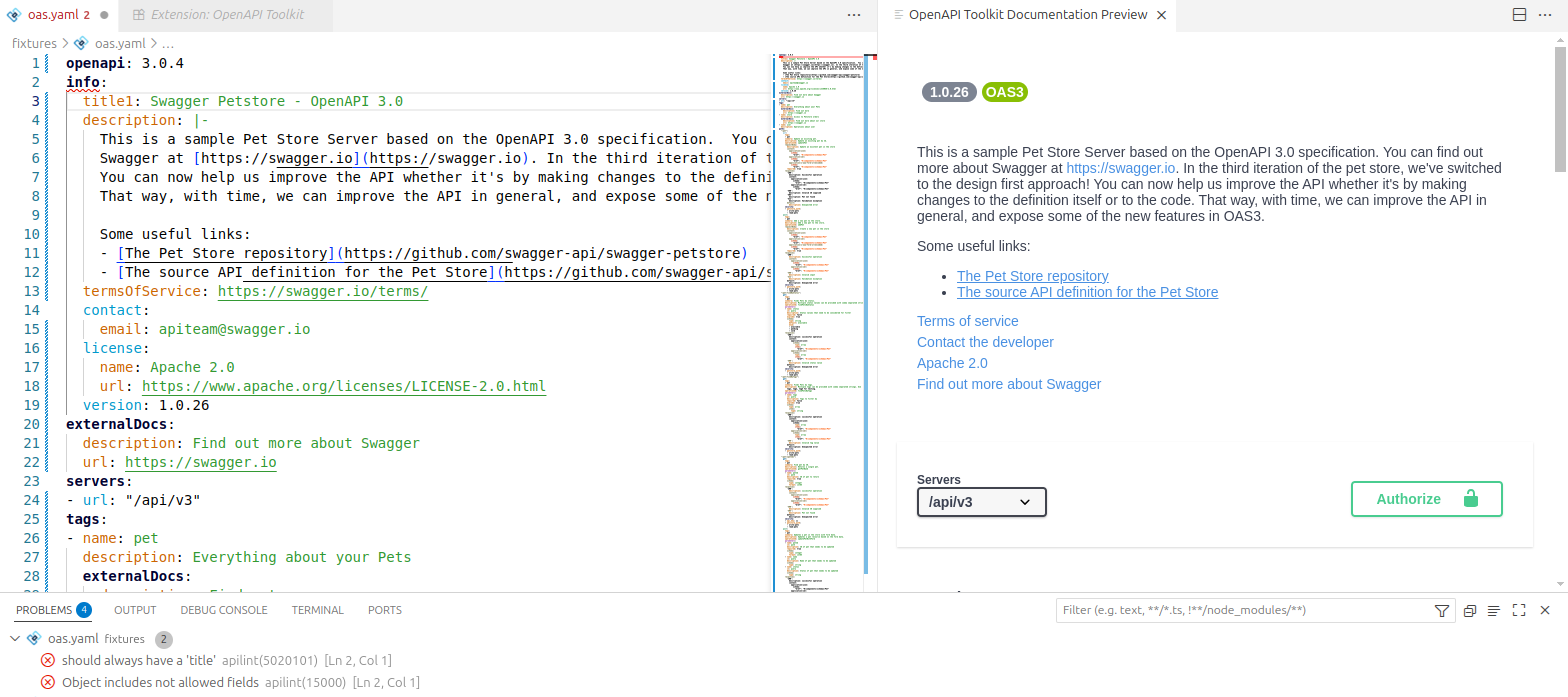 oas.yaml 2
Extension: OpenAPI Toolkit
fixtures > oas.yaml > ...
1 openapi: 3.0.4
2 info:
3 title1: Swagger Petstore - OpenAPI 3.0
4 description: |-
5 This is a sample Pet Store Server based on the OpenAPI 3.0 specification.  You c
6 Swagger at [https://swagger.io](https://swagger.io). In the third iteration of t
7 You can now help us improve the API whether it's by making changes to the defini
8 That way, with time, we can improve the API in general, and expose some of the n
9
10 Some useful links:
11 - [The Pet Store repository](https://github.com/swagger-api/swagger-petstore)
12 - [The source API definition for the Pet Store](https://github.com/swagger-api/s
13 termsOfService: https://swagger.io/terms/
14 contact:
15 email: apiteam@swagger.io
16 license:
17 name: Apache 2.0
18 url: https://www.apache.org/licenses/LICENSE-2.0.html
19 version: 1.0.26
20 externalDocs:
21 description: Find out more about Swagger
22 url: https://swagger.io
23 servers:
24 - url: "/api/v3"
25 tags:
26 - name: pet
27 description: Everything about your Pets
28 externalDocs:
OpenAPI Toolkit Documentation Preview
1.0.26 OAS3
This is a sample Pet Store Server based on the OpenAPI 3.0 specification. You can find out
more about Swagger at https://swagger.io. In the third iteration of the pet store, we've switched
to the design first approach! You can now help us improve the API whether it's by making
changes to the definition itself or to the code. That way, with time, we can improve the API in
general, and expose some of the new features in OAS3.
Some useful links:
• The Pet Store repository
• The source API definition for the Pet Store
Terms of service
Contact the developer
Apache 2.0
Find out more about Swagger
Servers
/api/v3
Authorize
PROBLEMS 4 OUTPUT DEBUG CONSOLE TERMINAL PORTS
Filter (e.g. text, **/*.ts, !**/node_modules/**)
oas.yaml fixtures 2
should always have a 'title' apilint(5020101) [Ln 2, Col 1]
Object includes not allowed fields apilint(15000) [Ln 2, Col 1]